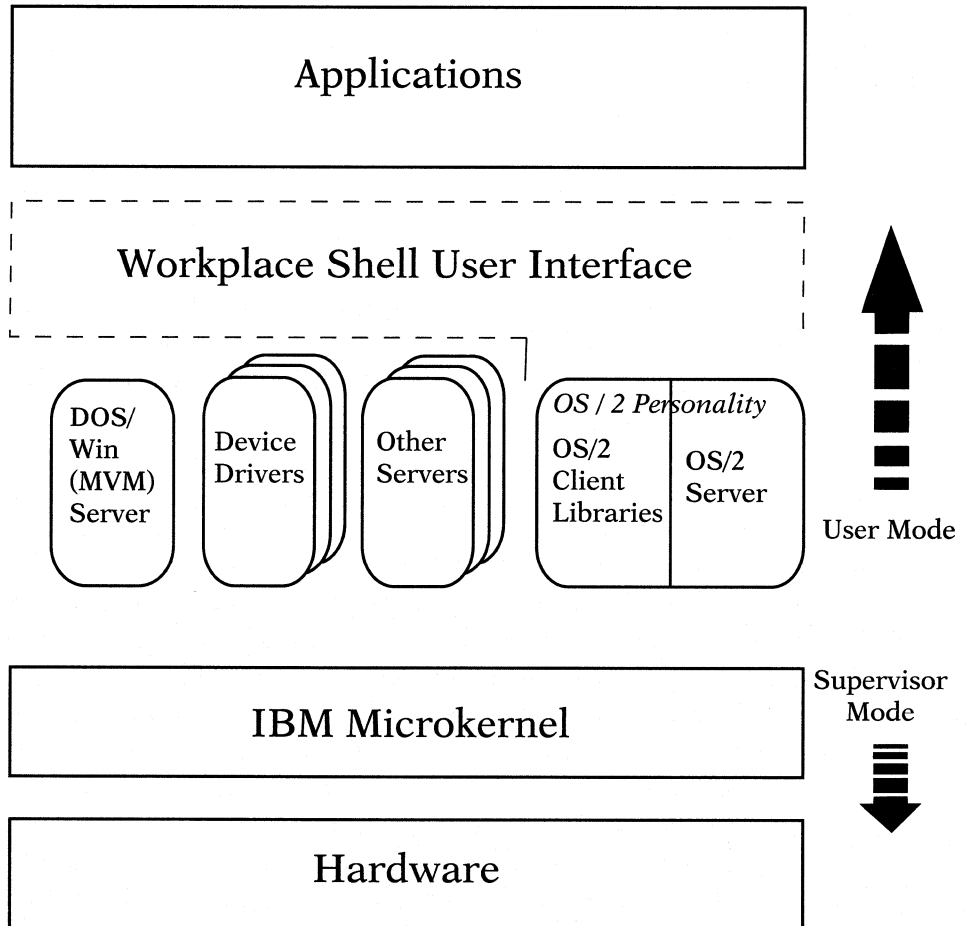 Applications
Workplace Shell User Interface
DOS/
Win
(MVM)
Server
Device
Drivers
Other
Servers
OS / 2 Personality
OS/2
Client
Libraries
OS/2
Server
User Mode
Supervisor
Mode
IBM Microkernel
Hardware